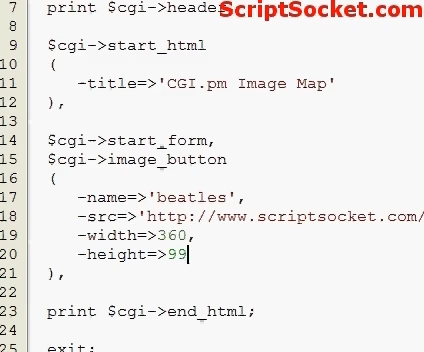 ScriptSocket.com
7 print $cgi->header
8
9 $cgi->start_html
10 (
11 -title=>'CGI.pm Image Map'
12 ),
13
14 $cgi->start_form,
15 $cgi->image_button
16 (
17 -name=>'beatles',
18 -src=>'http://www.scriptsocket.com/
19 -width=>360,
20 -height=>99
21 ),
22
23 print $cgi->end_html;
24
25 exit;